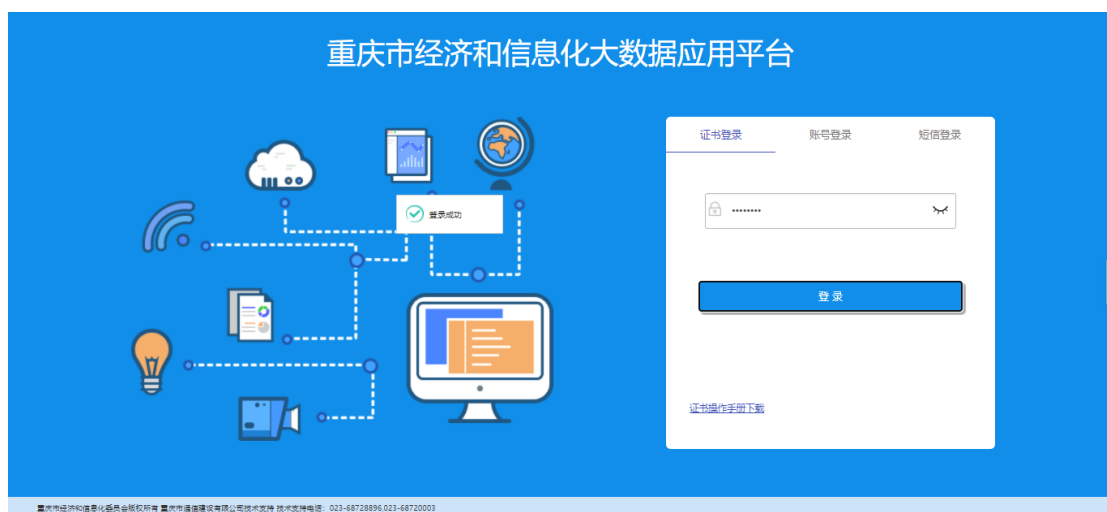 重庆市经济和信息化大数据应用平台
证书登录 账号登录 短信登录
登录成功
········
登 录
证书操作手册下载
重庆市经济和信息化委员会版权所有 重庆市通信建设有限公司技术支持 技术支持电话：023-68728896,023-68720003